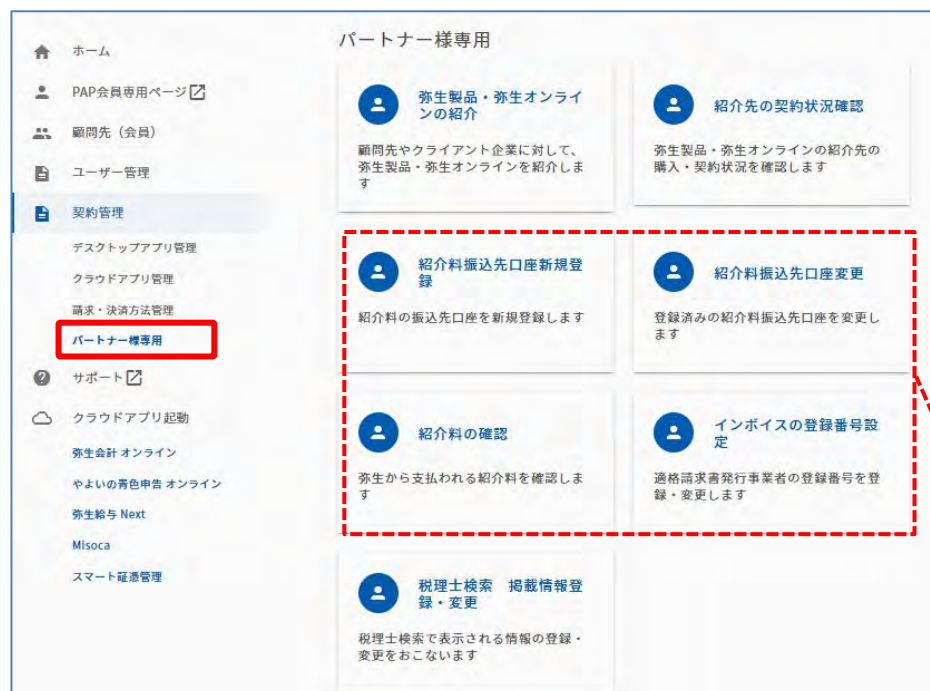 ホーム
PAP会員専用ページ
顧問先（会員）
ユーザー管理
契約管理
デスクトップアプリ管理
クラウドアプリ管理
請求・決済方法管理
パートナー様専用
サポート
クラウドアプリ起動
弥生会計 オンライン
やよいの青色申告 オンライン
弥生給与 Next
Misoca
スマート証憑管理
パートナー様専用
弥生製品・弥生オンライ
ンの紹介
顧問先やクライアント企業に対して、
弥生製品・弥生オンラインを紹介しま
す
紹介先の契約状況確認
弥生製品・弥生オンラインの紹介先の
購入・契約状況を確認します
紹介料振込先口座新規登
録
紹介料の振込先口座を新規登録します
紹介料振込先口座変更
登録済みの紹介料振込先口座を変更し
ます
紹介料の確認
弥生から支払われる紹介料を確認しま
す
インボイスの登録番号設
定
適格請求書発行事業者の登録番号を登
録・変更します
税理士検索　掲載情報登
録・変更
税理士検索で表示される情報の登録・
変更をおこないます